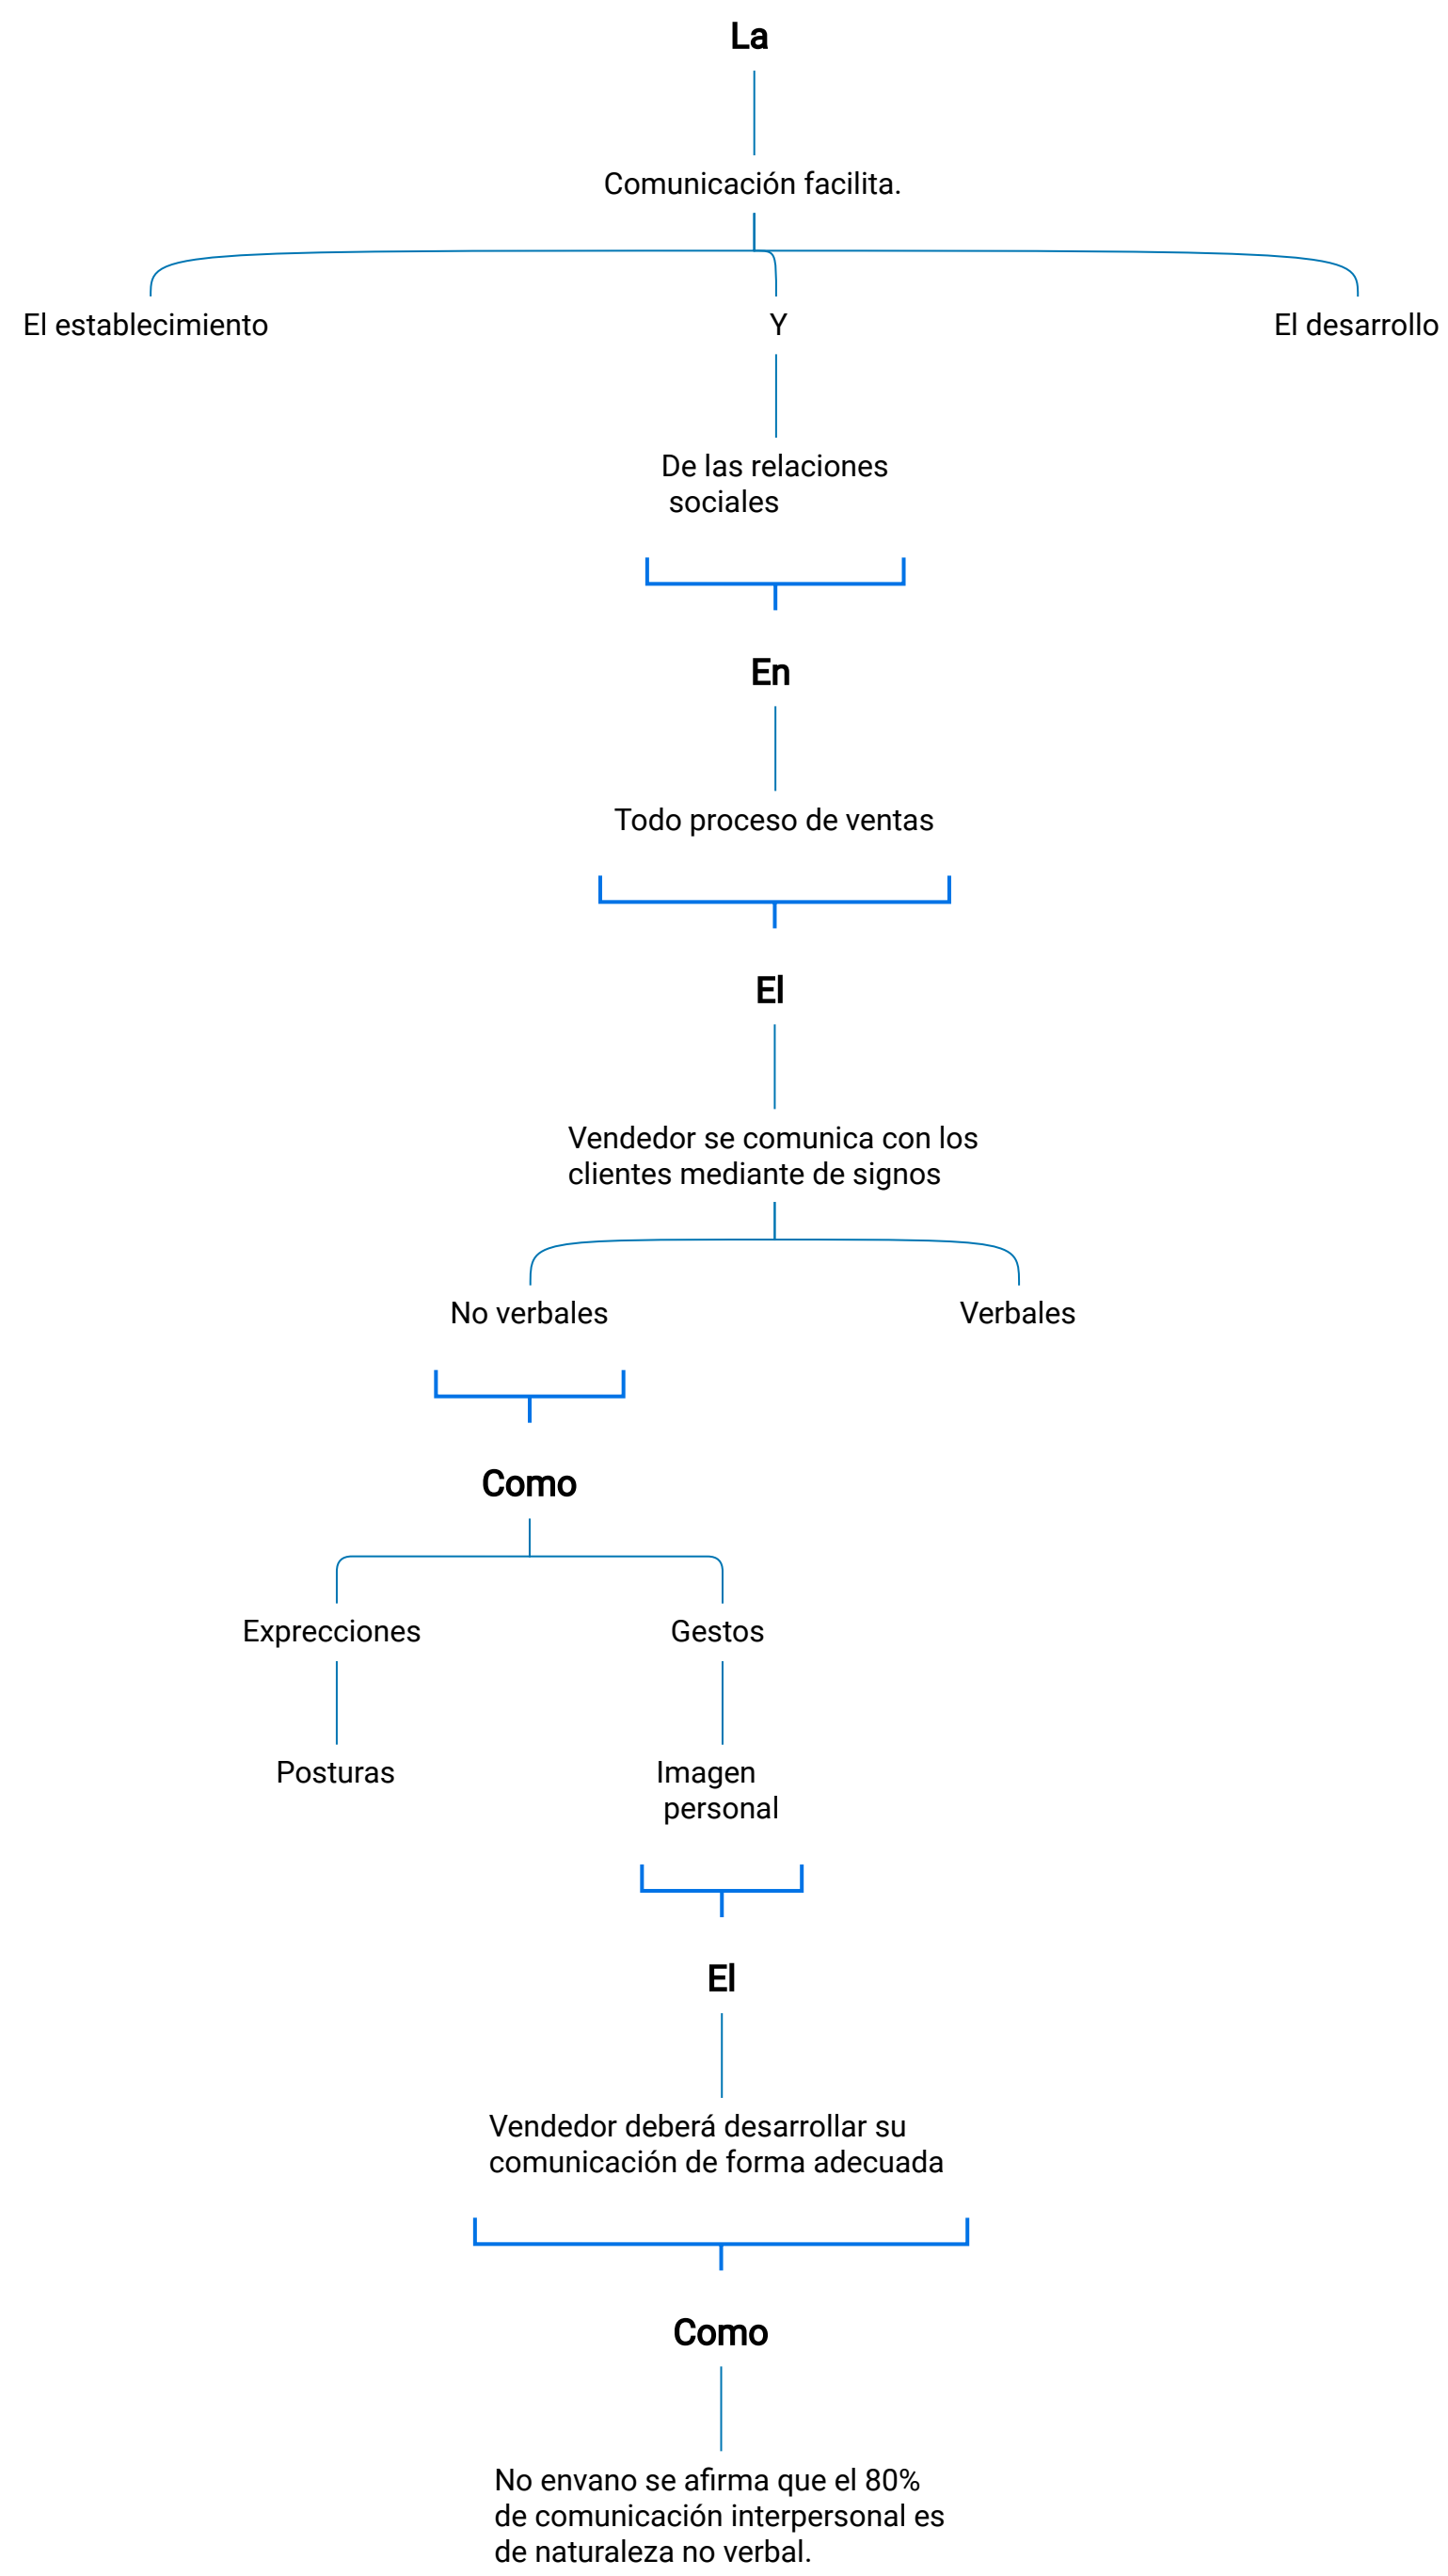 La
Comunicación facilita.
El establecimiento
Y
El desarrollo
De las relaciones
sociales
En
Todo proceso de ventas
El
Vendedor se comunica con los
clientes mediante de signos
No verbales
Verbales
Como
Exprecciones
Gestos
Posturas
Imagen
personal
El
Vendedor deberá desarrollar su
comunicación de forma adecuada
Como
No envano se afirma que el 80%
de comunicación interpersonal es
de naturaleza no verbal.